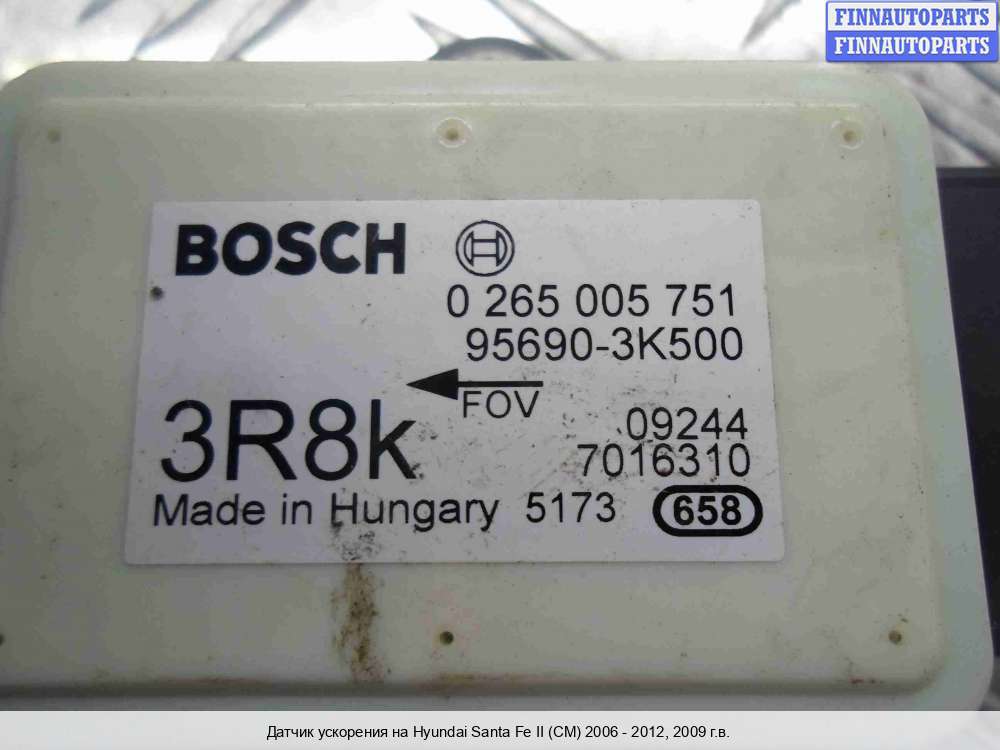 FINNAUTOPARTS
FINNAUTOPARTS
BOSCH
0 265 005 751
95690-3K500
FOV
3R8k
09244
7016310
Made in Hungary 5173 658
Датчик ускорения на Hyundai Santa Fe II (CM) 2006 - 2012, 2009 г.в.